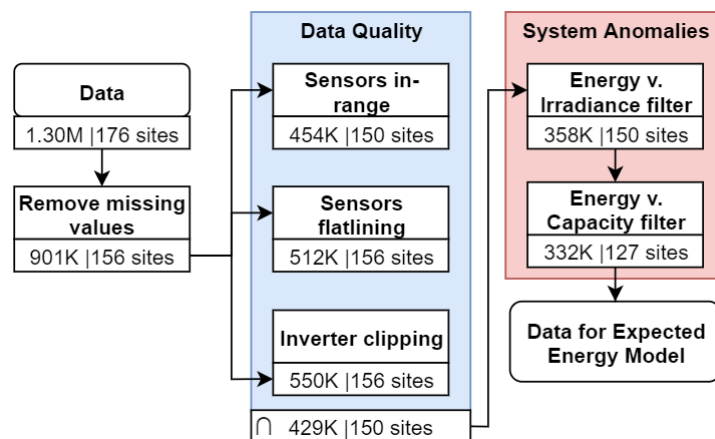 Data
1.30M |176 sites
Remove missing
values
901K |156 sites
Data Quality
Sensors in-
range
454K |150 sites
Sensors
flatlining
512K |156 sites
Inverter clipping
550K |156 sites
⋂ 429K |150 sites
System Anomalies
Energy v.
Irradiance filter
358K |150 sites
Energy v.
Capacity filter
332K |127 sites
Data for Expected
Energy Model